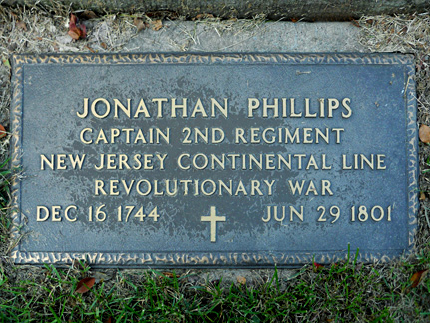 JONATHAN PHILLIPS
CAPTAIN 2ND REGIMENT
NEW JERSEY CONTINENTAL LINE
REVOLUTIONARY WAR
DEC 16 1744 JUN 29 1801